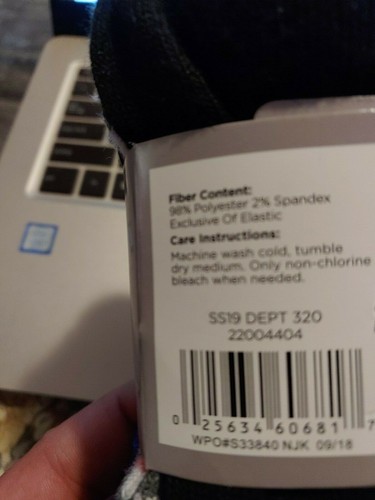 Fiber Content:
98% Polyester 2% Spandex
Exclusive Of Elastic
Care Instructions:
Machine wash cold, tumble
dry medium. Only non-chlorine
bleach when needed.
SS19 DEPT 320
22004404
0 25634 60681 7
WPO#S33840 NJK 09/18